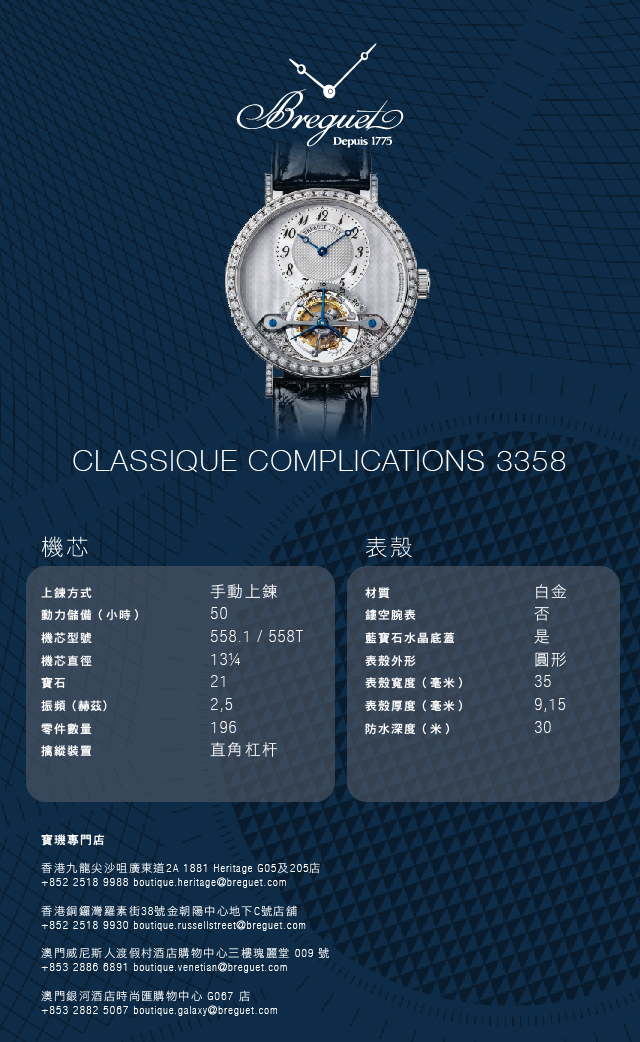 Breguet
Depuis 1775
CLASSIQUE COMPLICATIONS 3358
機芯
上鍊方式 手動上鍊
動力儲備（小時） 50
機芯型號 558.1 / 558T
機芯直徑 13¼
寶石 21
振頻（赫茲） 2,5
零件數量 196
擒縱裝置 直角杠杆
表殼
材質 白金
鏤空腕表 否
藍寶石水晶底蓋 是
表殼外形 圓形
表殼寬度（毫米） 35
表殼厚度（毫米） 9,15
防水深度（米） 30
寶璣專門店
香港九龍尖沙咀廣東道2A 1881 Heritage G05及205店
+852 2518 9988 boutique.heritage@breguet.com
香港銅鑼灣羅素街38號金朝陽中心地下C號店舖
+852 2518 9930 boutique.russellstreet@breguet.com
澳門威尼斯人渡假村酒店購物中心三樓瑰麗堂 009 號
+853 2886 6891 boutique.venetian@breguet.com
澳門銀河酒店時尚匯購物中心 G067 店
+853 2882 5067 boutique.galaxy@breguet.com